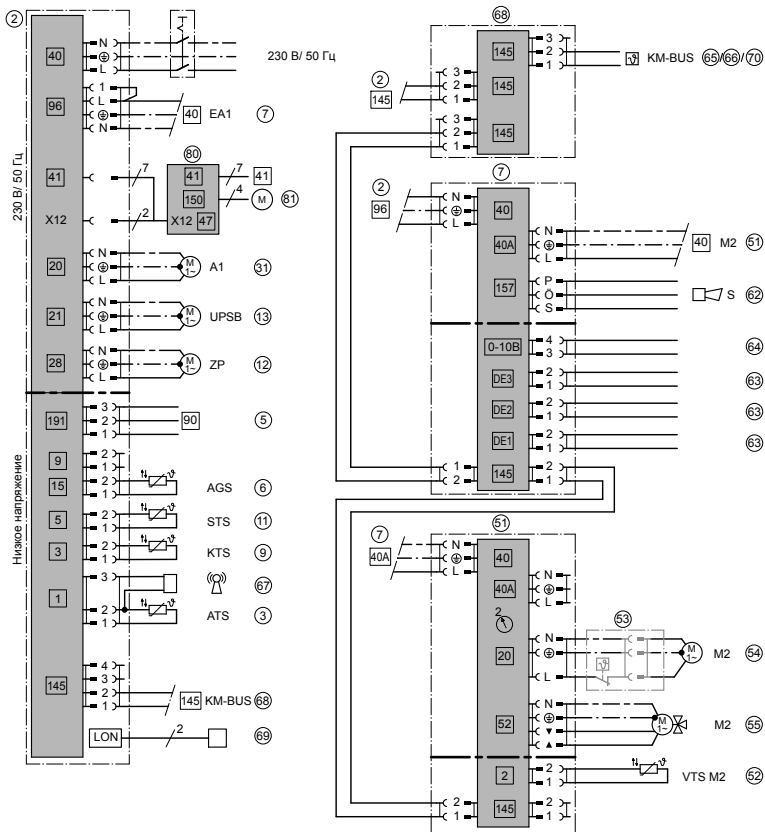 2
230 В/ 50 Гц
40
N
L
230 В/ 50 Гц
96
1
L
N
40 EA1 7
41
7
80
41
7
41
150
4
M
81
X12
2
X12 47
20
N
L
M
1~
A1
31
21
N
L
M
1~
UPSB
13
28
N
L
M
1~
ZP
12
Низкое напряжение
191
3
2
1
90
5
9
2
1
15
2
1
ϑ
AGS
6
5
2
1
ϑ
STS
11
3
2
1
ϑ
KTS
9
1
3
67
2
1
ϑ
ATS
3
145
4
3
2
1
145 KM-BUS 68
LON
2
69
68
145
3
2
1
ϑ
KM-BUS 65/66/70
2
145
3
2
1
145
3
2
1
145
7
2
96
N
L
40
40A
N
L
40 M2 51
157
P
Ö
S
S
62
0-10В
4
3
64
DE3
2
1
63
DE2
2
1
63
DE1
2
1
63
1
2
145
2
1
51
7
40A
N
L
40
40A
N
L
2
53
20
N
L
ϑ
M
1~
M2
54
52
N
M
1~
M2
55
2
2
1
ϑ
VTS M2
52
2
1
145
2
1